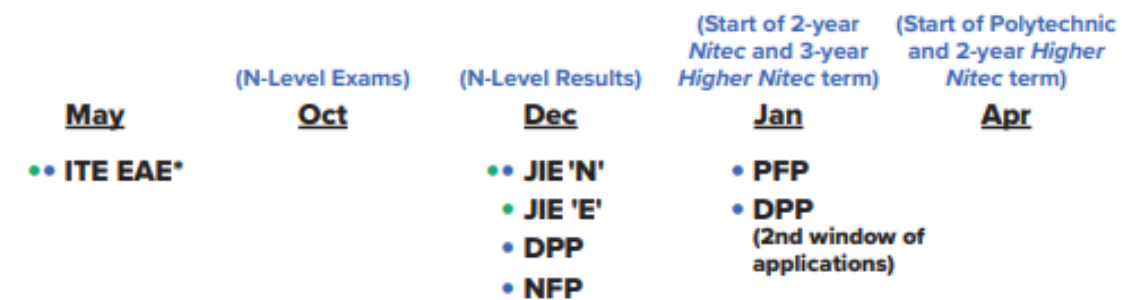 (Start of 2-year
Nitec and 3-year
Higher Nitec term)
(Start of Polytechnic
and 2-year Higher
Nitec term)
(N-Level Exams)
(N-Level Results)
May
Oct
Dec
Jan
Apr
•• ITE EAE*
•• JIE 'N'
• JIE 'E'
• DPP
• NFP
• PFP
• DPP
(2nd window of
applications)